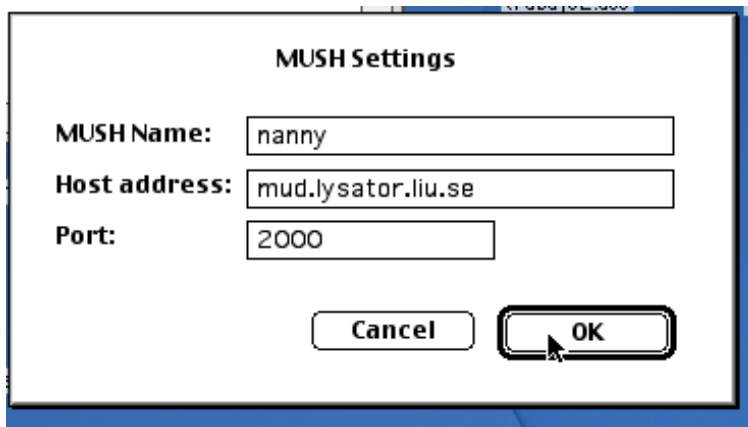 MUSH Settings
MUSH Name: nanny
Host address: mud.lysator.liu.se
Port: 2000
Cancel OK